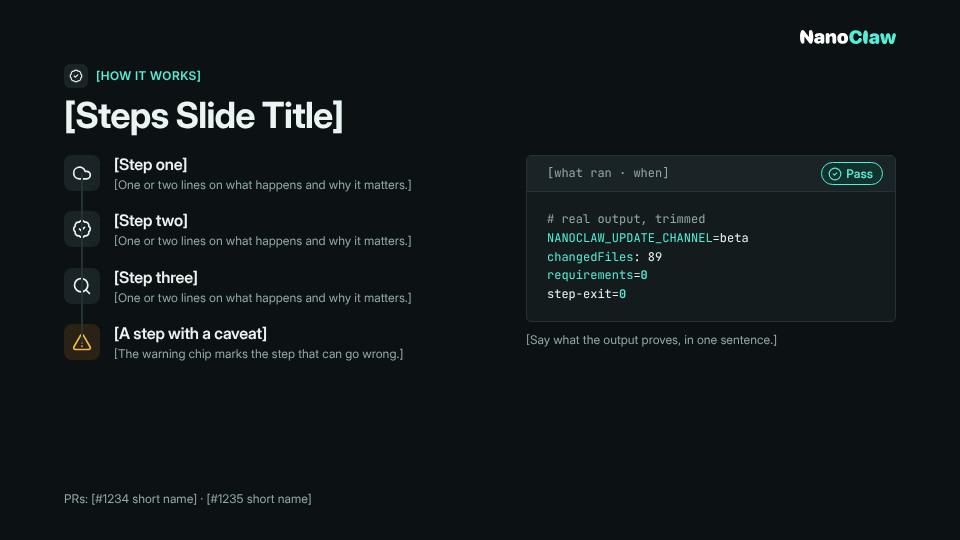 NanoClaw
[HOW IT WORKS]
[Steps Slide Title]
[Step one]
[One or two lines on what happens and why it matters.]
[Step two]
[One or two lines on what happens and why it matters.]
[Step three]
[One or two lines on what happens and why it matters.]
[A step with a caveat]
[The warning chip marks the step that can go wrong.]
[what ran · when]
Pass
# real output, trimmed
NANOCLAW_UPDATE_CHANNEL=beta
changedFiles: 89
requirements=0
step-exit=0
[Say what the output proves, in one sentence.]
PRs: [#1234 short name] · [#1235 short name]